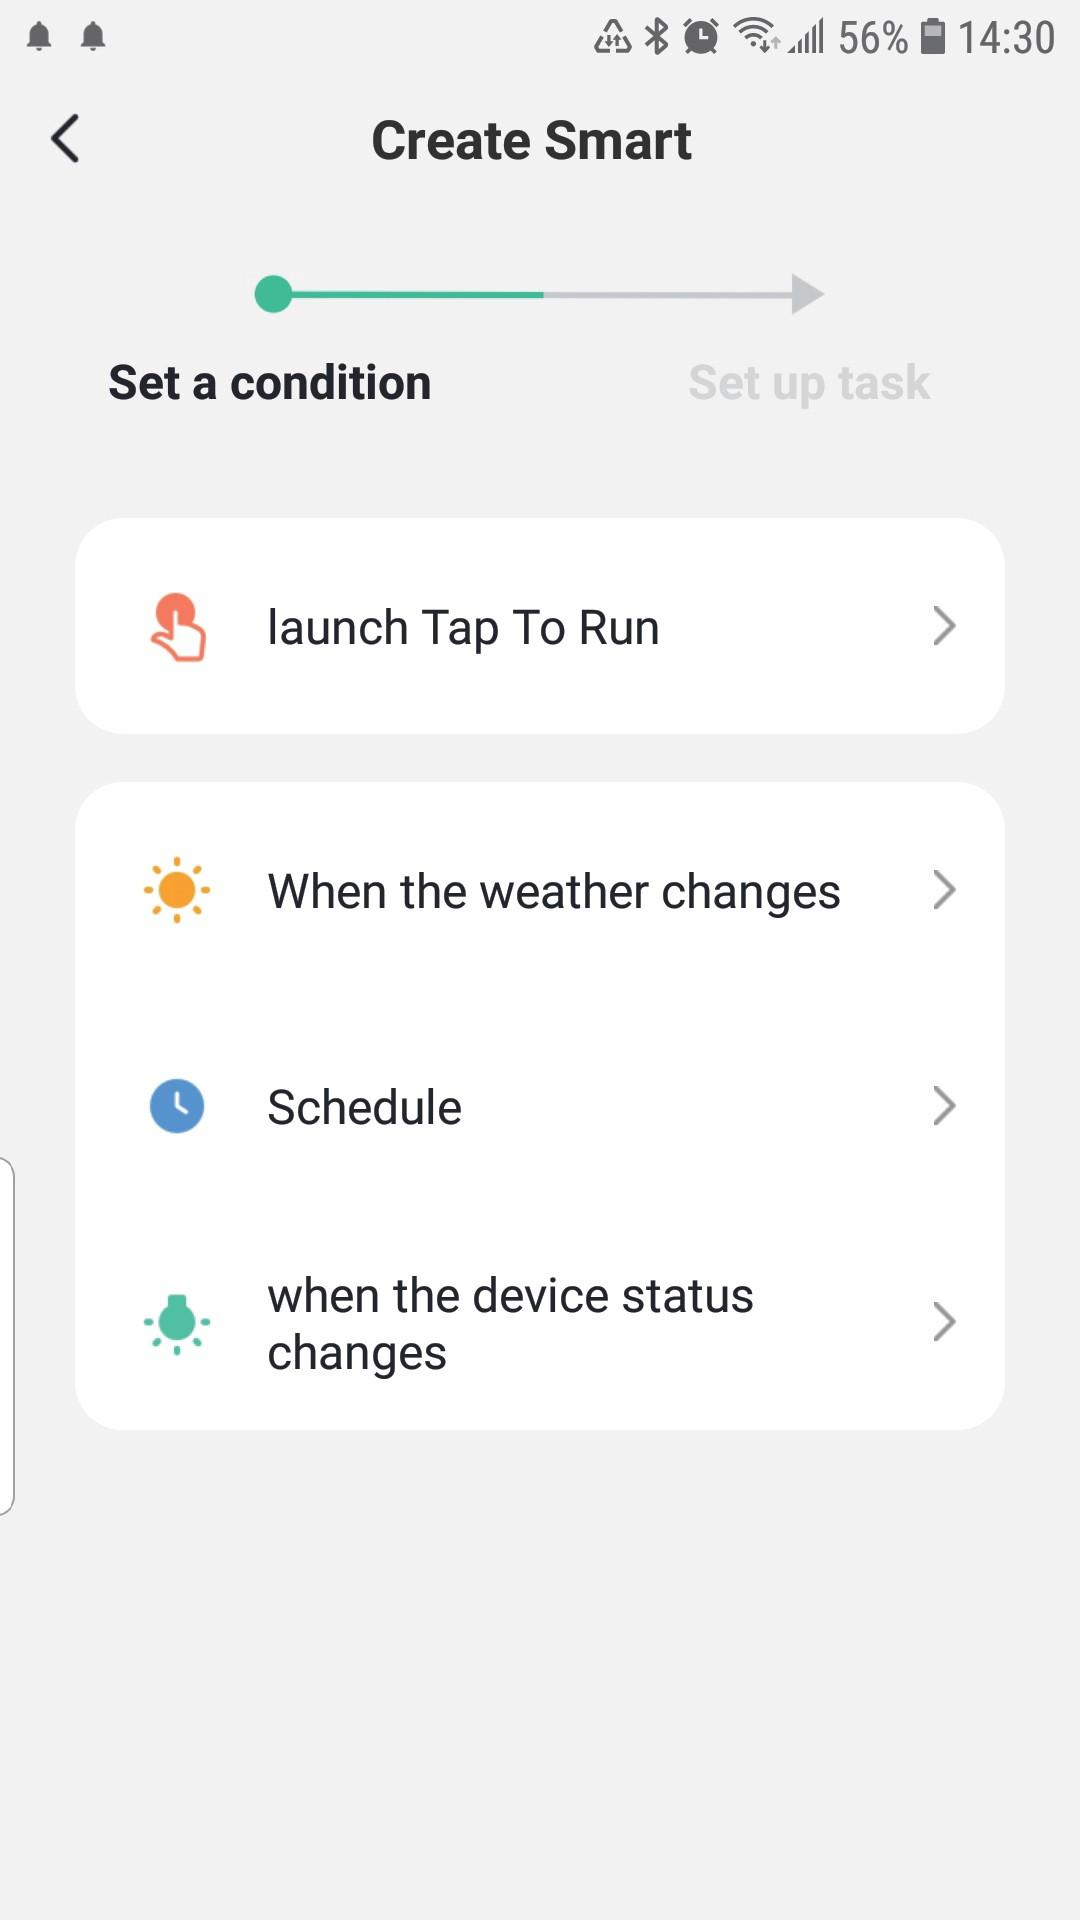 56% 14:30
Create Smart
Set a condition Set up task
launch Tap To Run
When the weather changes
Schedule
when the device status
changes